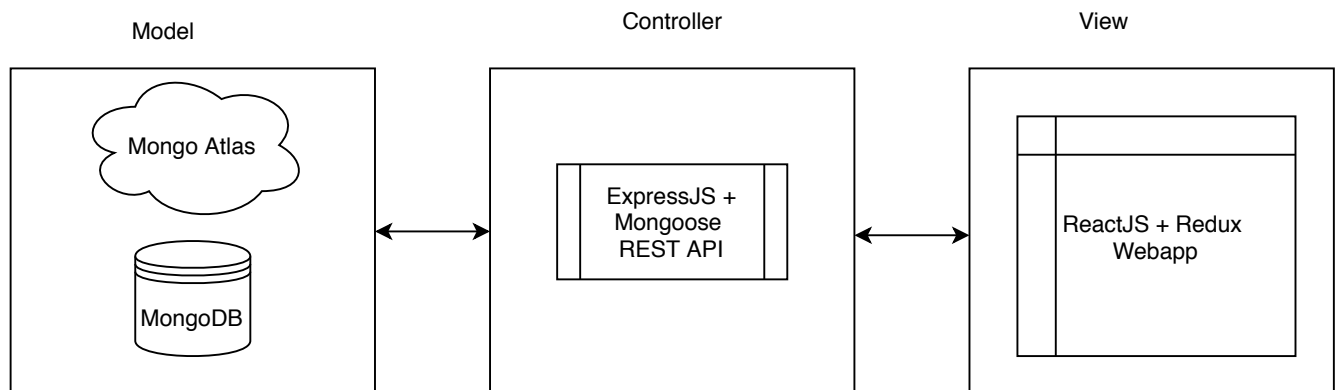 Model
Controller
View
Mongo Atlas
MongoDB
ExpressJS +
Mongoose
REST API
ReactJS + Redux
Webapp